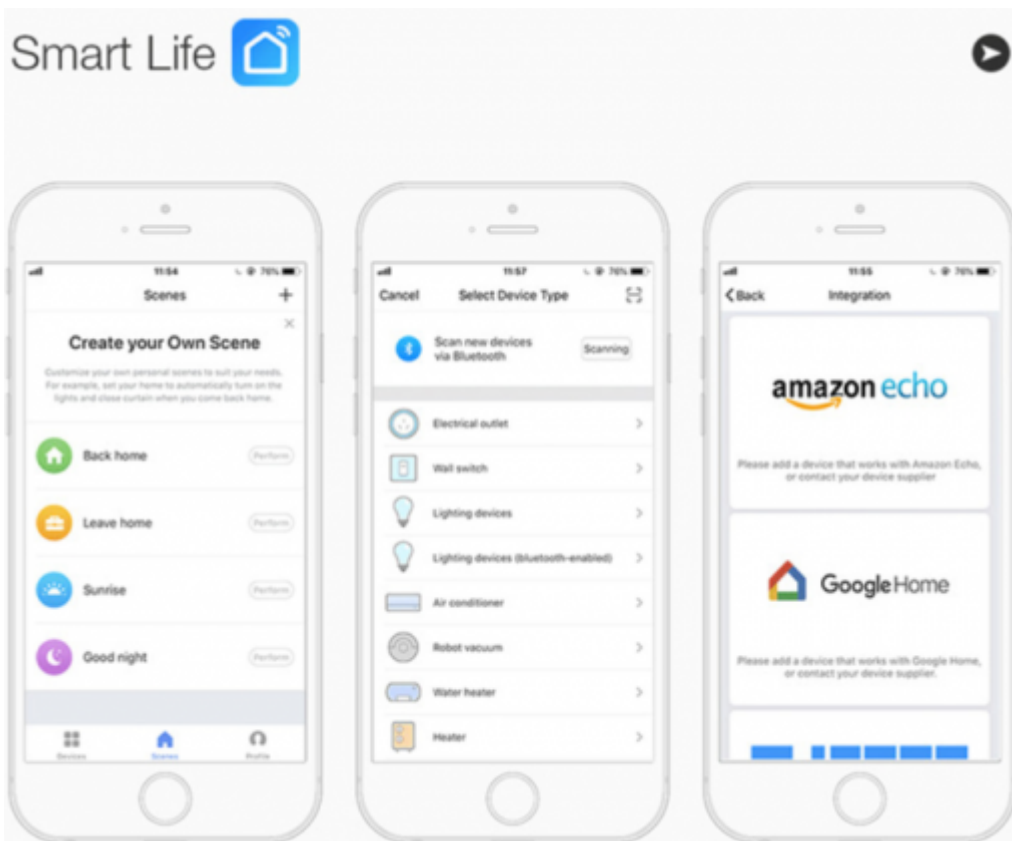 Smart Life
11:54
76%
Scenes
+
Create your Own Scene
Customize your own personal scenes to suit your needs.
For example, set your home to automatically turn on the
lights and close curtain when you come back home.
Back home
Perform
Leave home
Perform
Sunrise
Perform
Good night
Perform
Devices
Scenes
Profile
11:57
76%
Cancel
Select Device Type
Scan new devices
via Bluetooth
Scanning
Electrical outlet
Wall switch
Lighting devices
Lighting devices (bluetooth-enabled)
Air conditioner
Robot vacuum
Water heater
Heater
11:55
76%
Back
Integration
amazon echo
Please add a device that works with Amazon Echo,
or contact your device supplier
Google Home
Please add a device that works with Google Home,
or contact your device supplier.